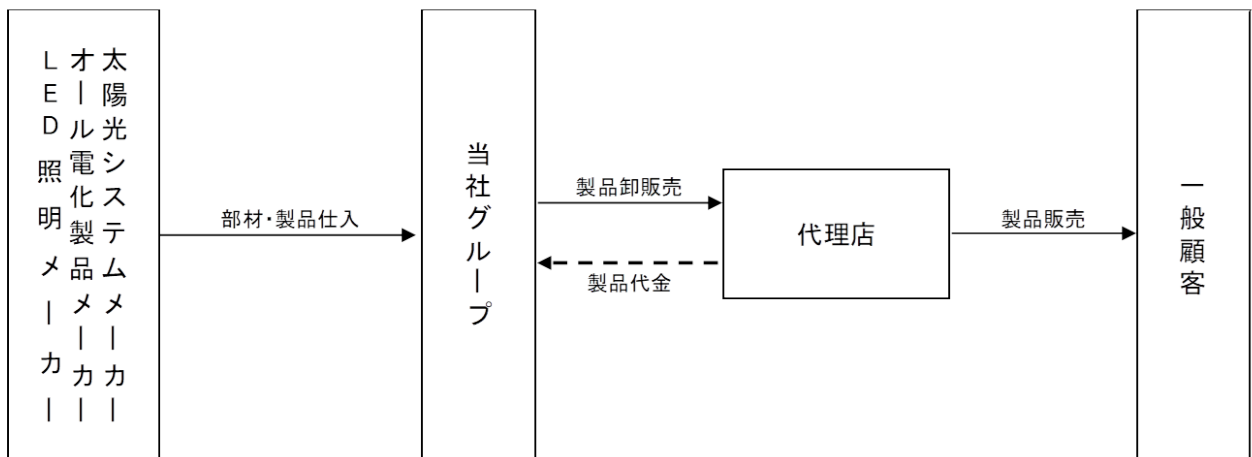 太陽光システムメーカー
オール電化製品メーカー
LED照明メーカー
部材・製品仕入
当社グループ
製品卸販売
製品代金
代理店
製品販売
一般顧客